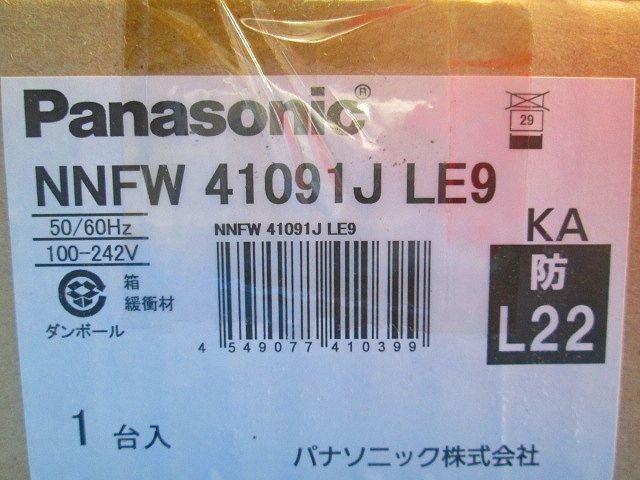 Panasonic®
29
NNFW 41091J LE9
50/60Hz
100-242V
NNFW 41091J LE9
KA
防
L22
箱
緩衝材
ダンボール
4 549077 410399
1 台入
パナソニック株式会社